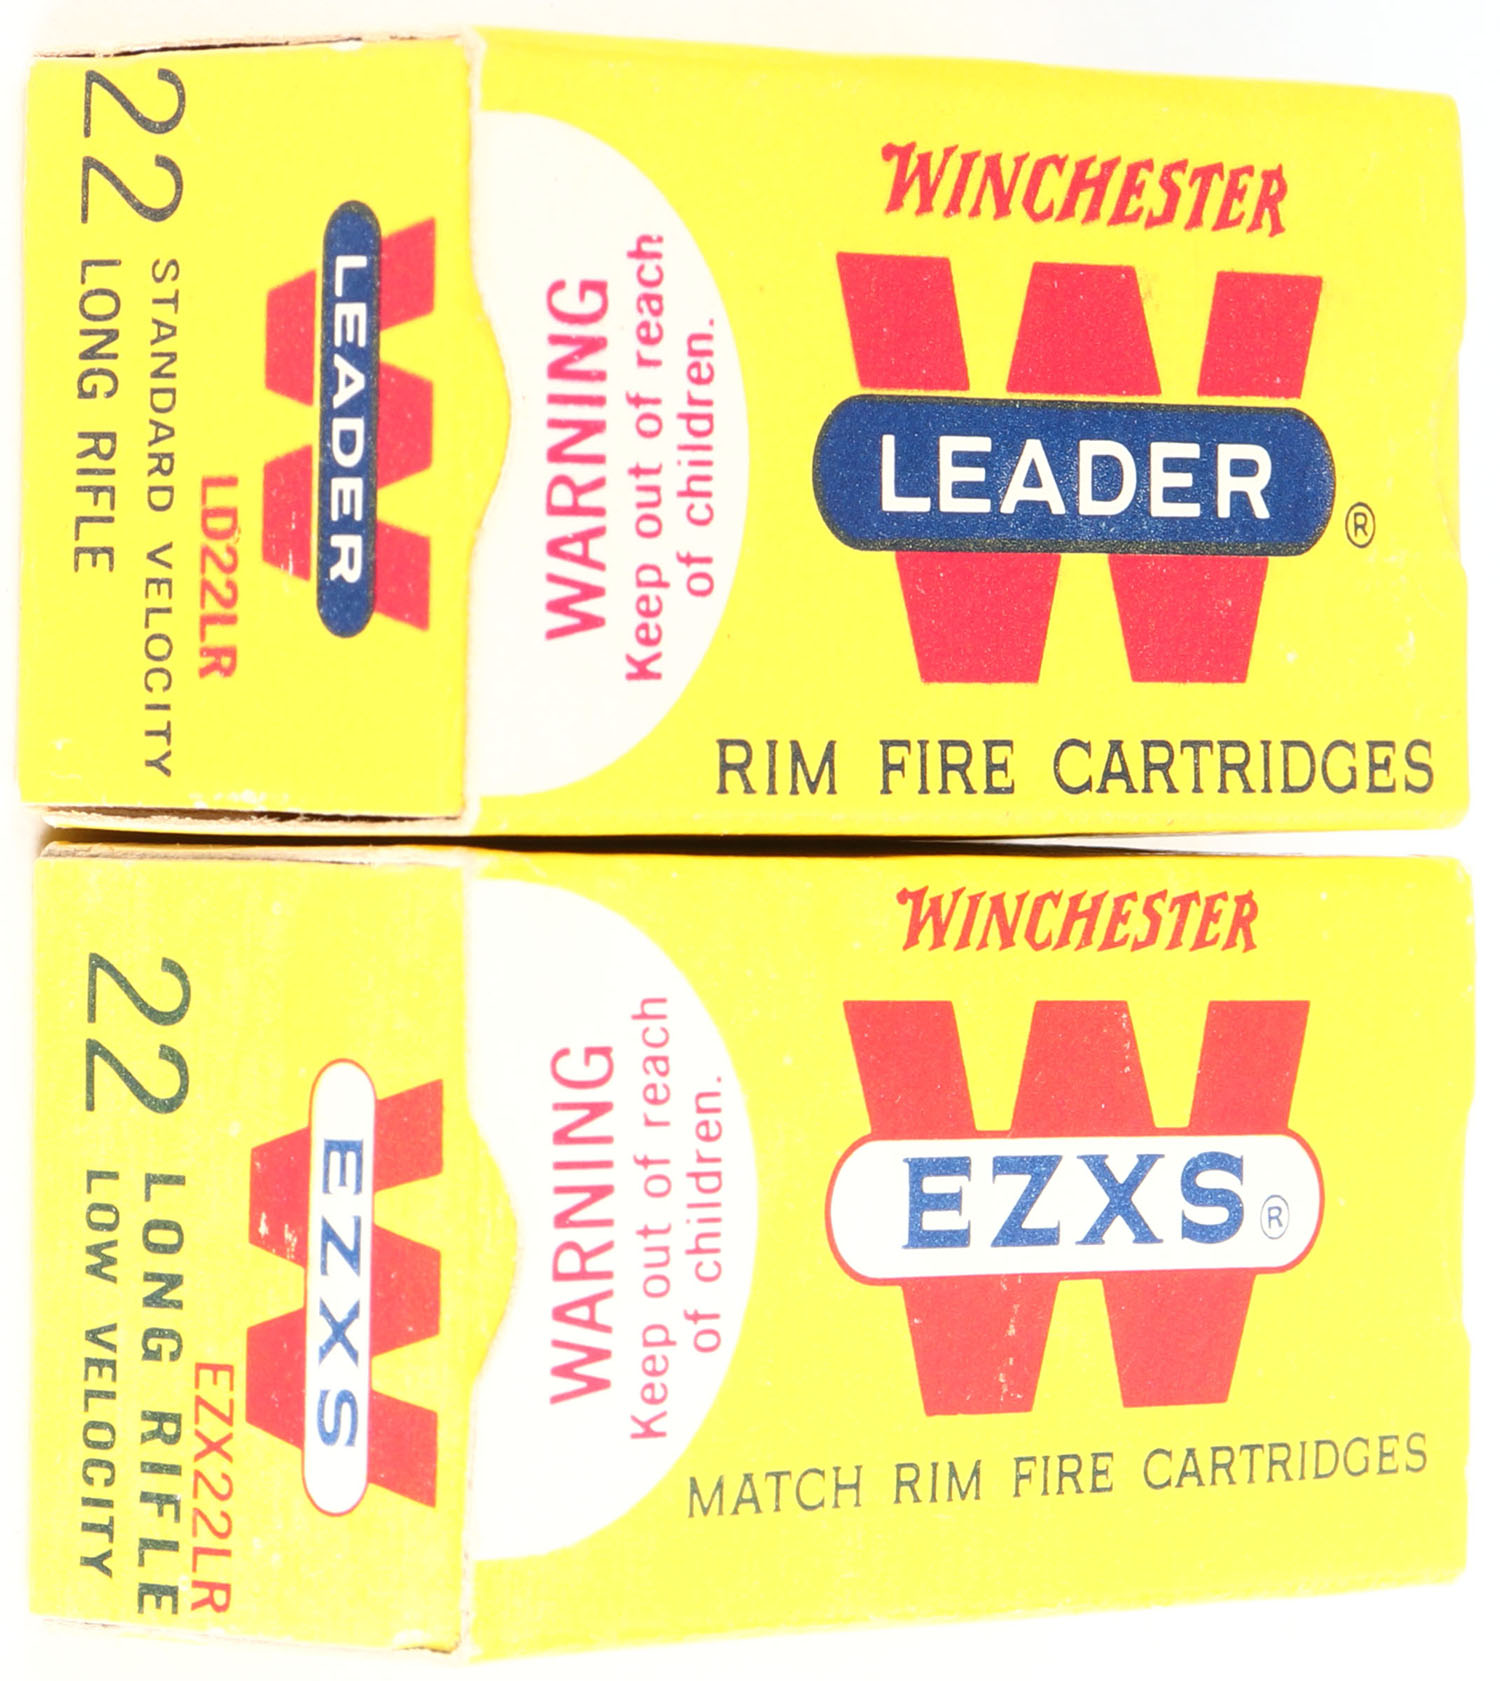 WINCHESTER
W
LEADER
®
RIM FIRE CARTRIDGES
WARNING
Keep out of reach
of children.
W
LEADER
LD22LR
22 STANDARD VELOCITY
LONG RIFLE
WINCHESTER
W
EZXS®
MATCH RIM FIRE CARTRIDGES
WARNING
Keep out of reach
of children.
W
EZXS
EZX22LR
22 LONG RIFLE
LOW VELOCITY